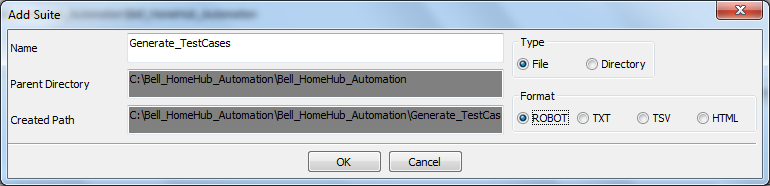 Add Suite
Name
Generate_TestCases
Type
File
Directory
Parent Directory
C:\Bell_HomeHub_Automation\Bell_HomeHub_Automation
Created Path
C:\Bell_HomeHub_Automation\Bell_HomeHub_Automation\Generate_TestCas
Format
ROBOT
TXT
TSV
HTML
OK
Cancel